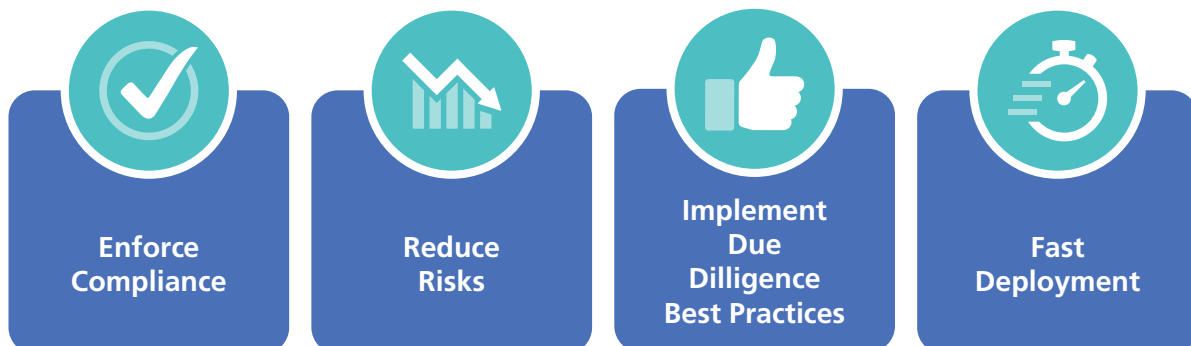 Enforce
Compliance
Reduce
Risks
Implement
Due
Dilligence
Best Practices
Fast
Deployment